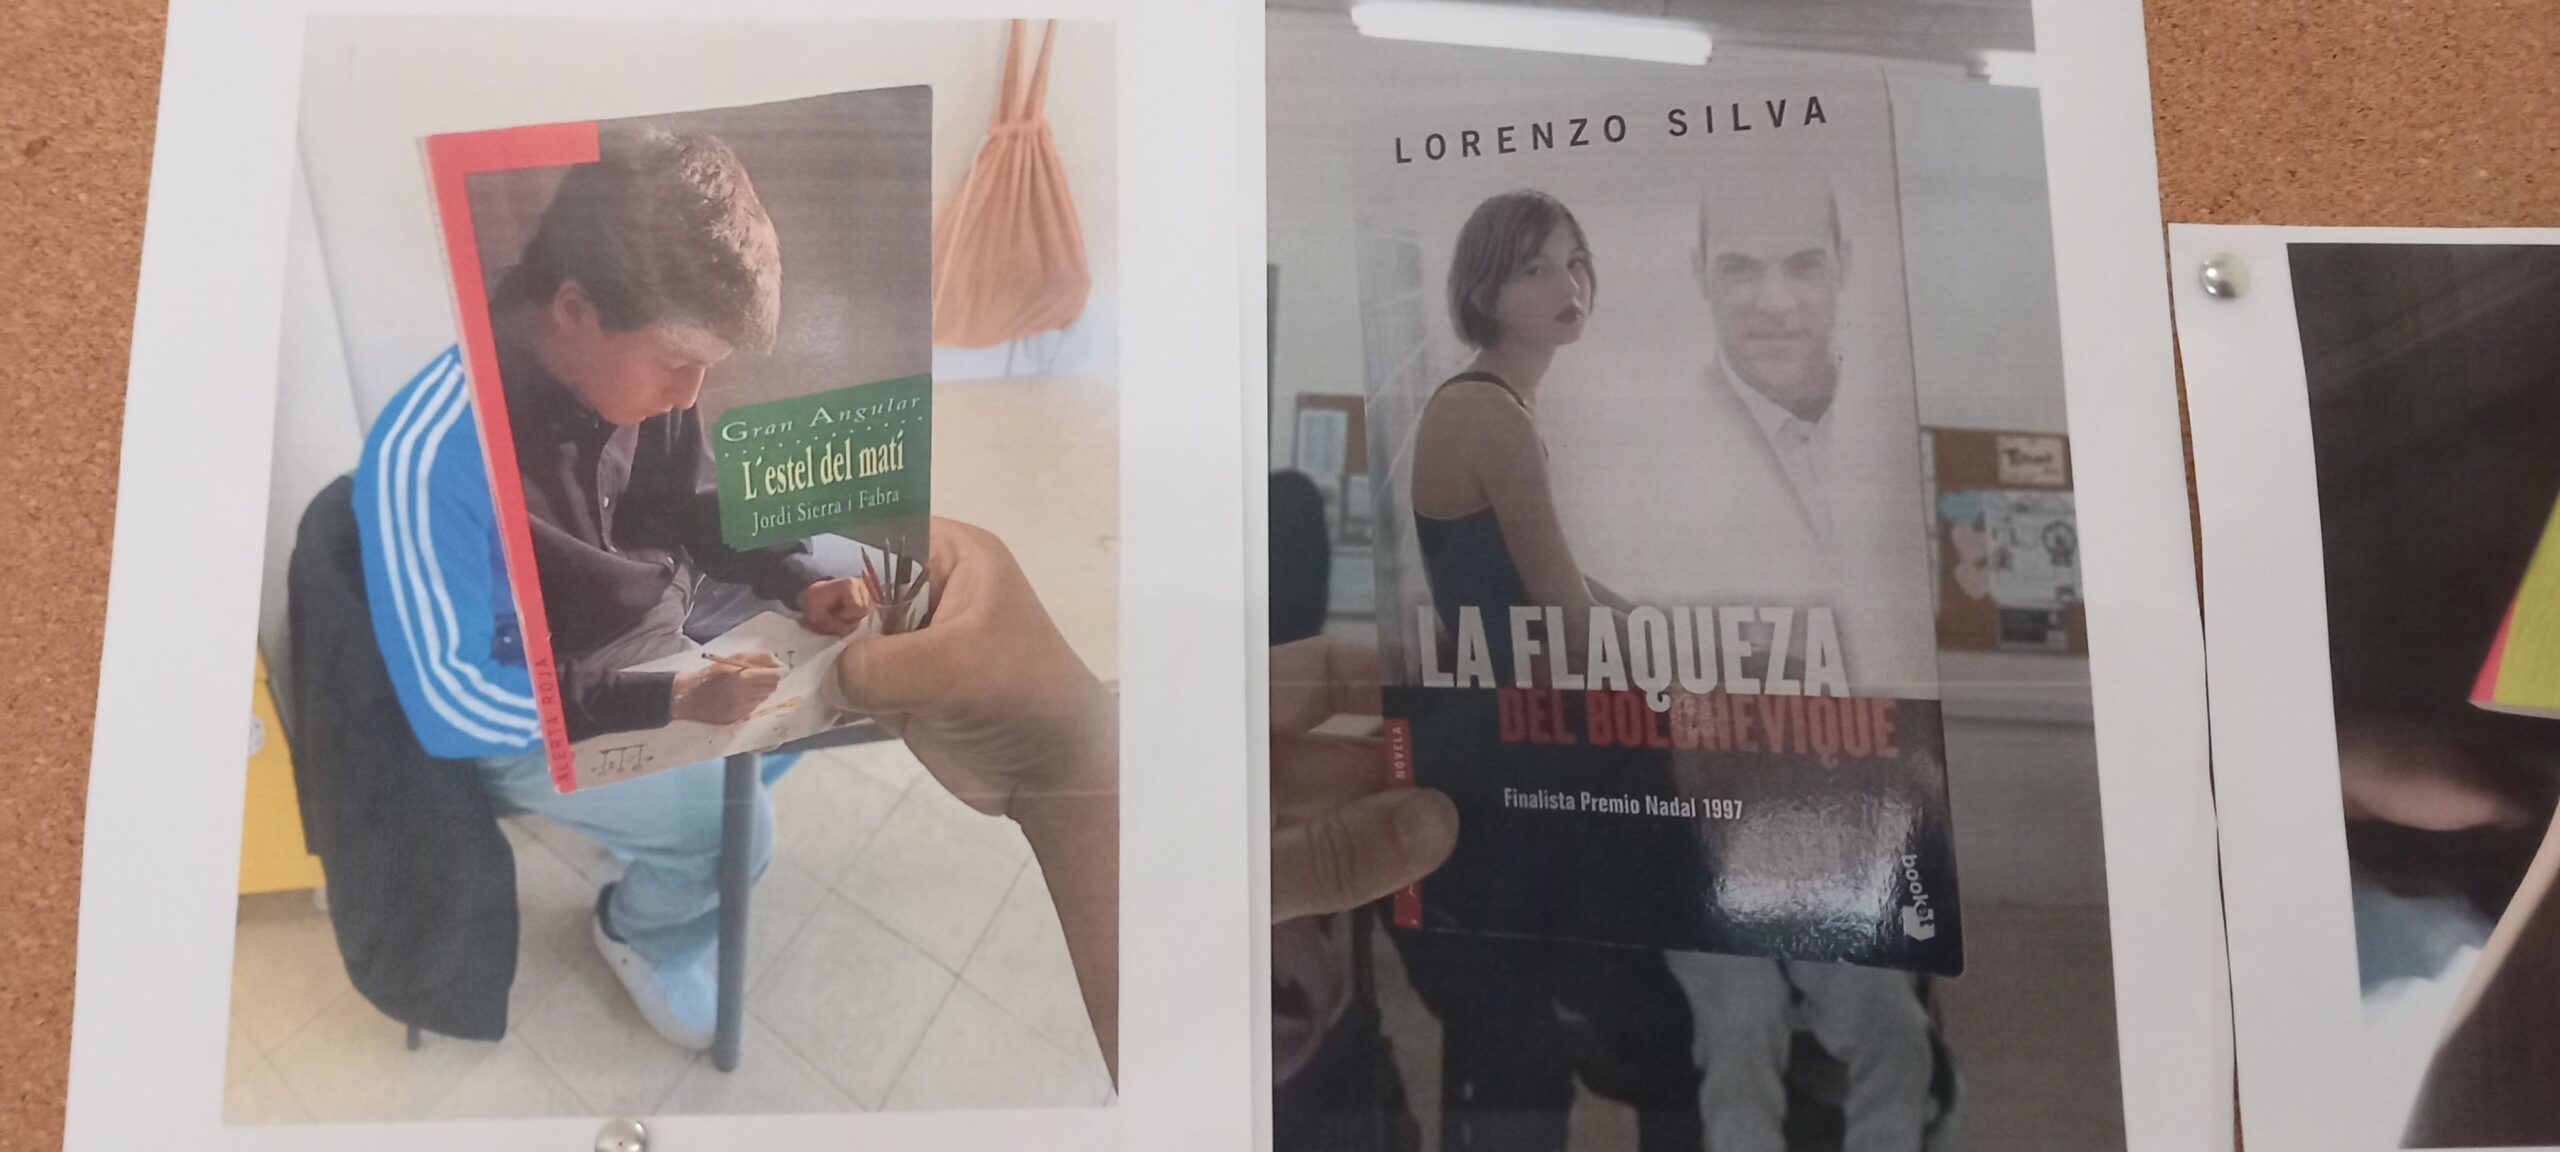 Gran Angular
L'estel del matí
Jordi Sierra i Fabra
ALERTA ROJA
LORENZO SILVA
LA FLAQUEZA
DEL BOLCHEVIQUE
NOVELA
Finalista Premio Nadal 1997
booket